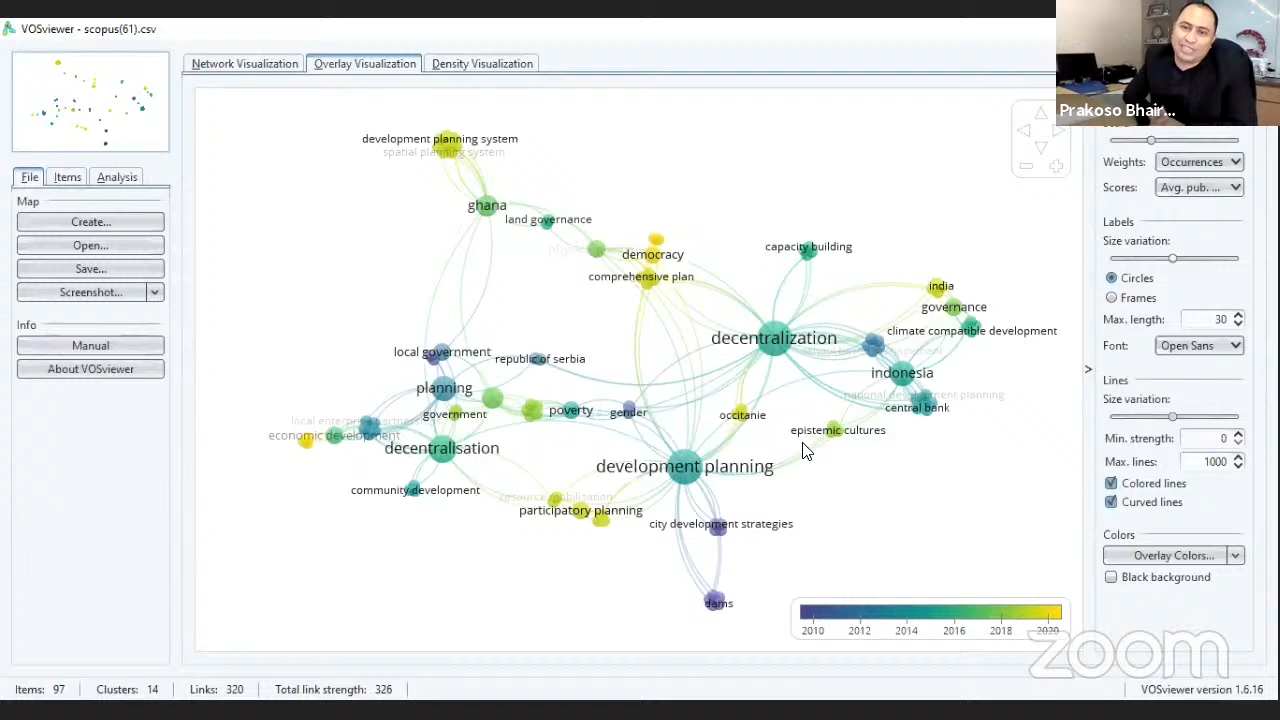 VOSviewer - scopus(61).csv
Prakoso Bhair...
Network Visualization
Overlay Visualization
Density Visualization
File
Items
Analysis
Map
Create...
Open...
Save...
Screenshot...
Info
Manual
About VOSviewer
development planning system
spatial planning system
ghana
land governance
democracy
comprehensive plan
capacity building
india
governance
climate compatible development
decentralization
indonesia
national development planning
central bank
local government
republic of serbia
planning
government
poverty
gender
occitanie
epistemic cultures
economic development
decentralisation
development planning
community development
resource mobilisation
participatory planning
city development strategies
dams
2010
2012
2014
2016
2018
2020
Weights:
Occurrences
Scores:
Avg. pub. ...
Labels
Size variation:
Circles
Frames
Max. length:
30
Font:
Open Sans
>
Lines
Size variation:
Min. strength:
0
Max. lines:
1000
Colored lines
Curved lines
Colors
Overlay Colors...
Black background
zoom
Items: 97
Clusters: 14
Links: 320
Total link strength: 326
VOSviewer version 1.6.16